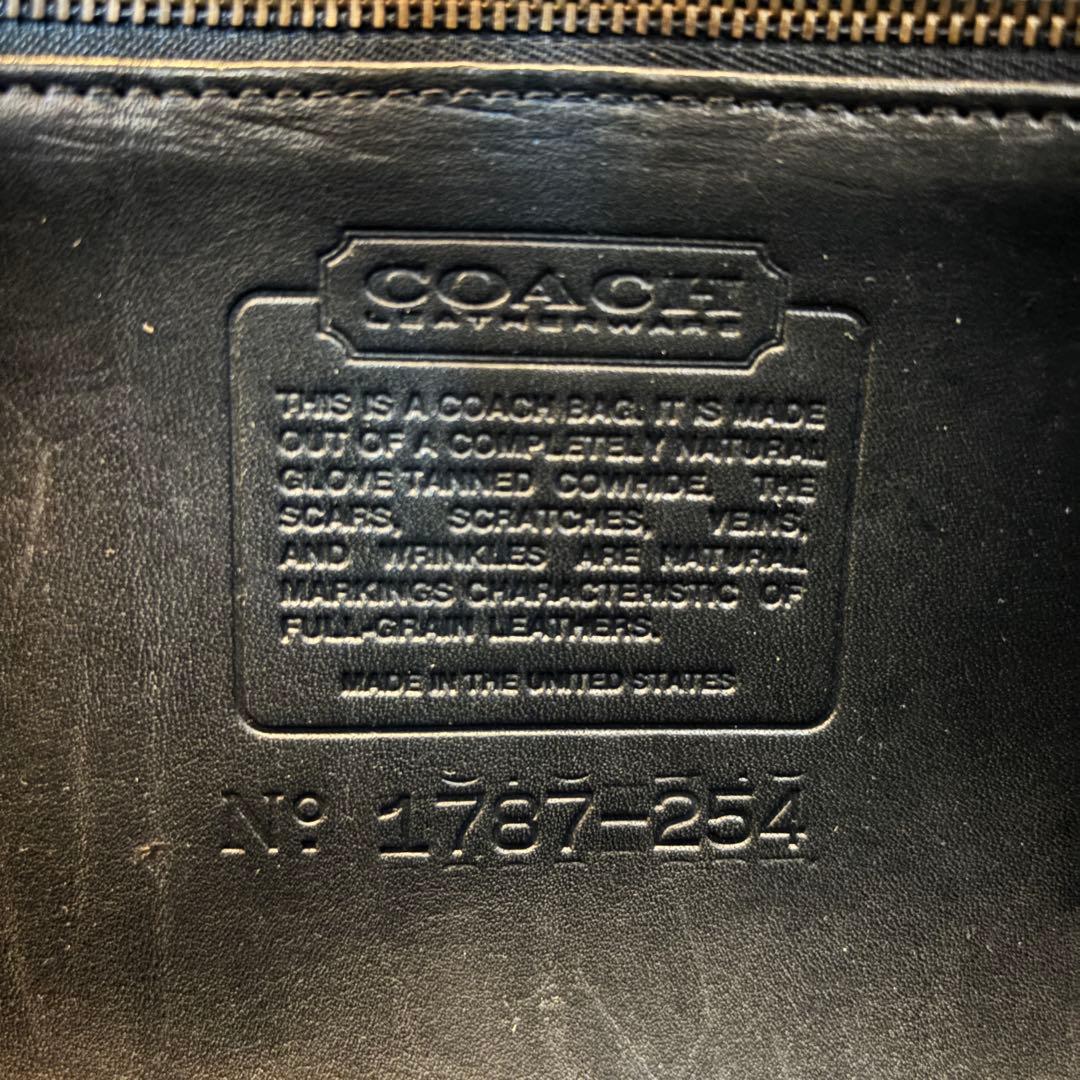 COACH
LEATHERWARE
THIS IS A COACH BAG. IT IS MADE
OUT OF A COMPLETELY NATURAL
GLOVE TANNED COWHIDE. THE
SCARS, SCRATCHES, VEINS,
AND WRINKLES ARE NATURAL
MARKINGS CHARACTERISTIC OF
FULL-GRAIN LEATHERS.
MADE IN THE UNITED STATES
Nº 1787-254